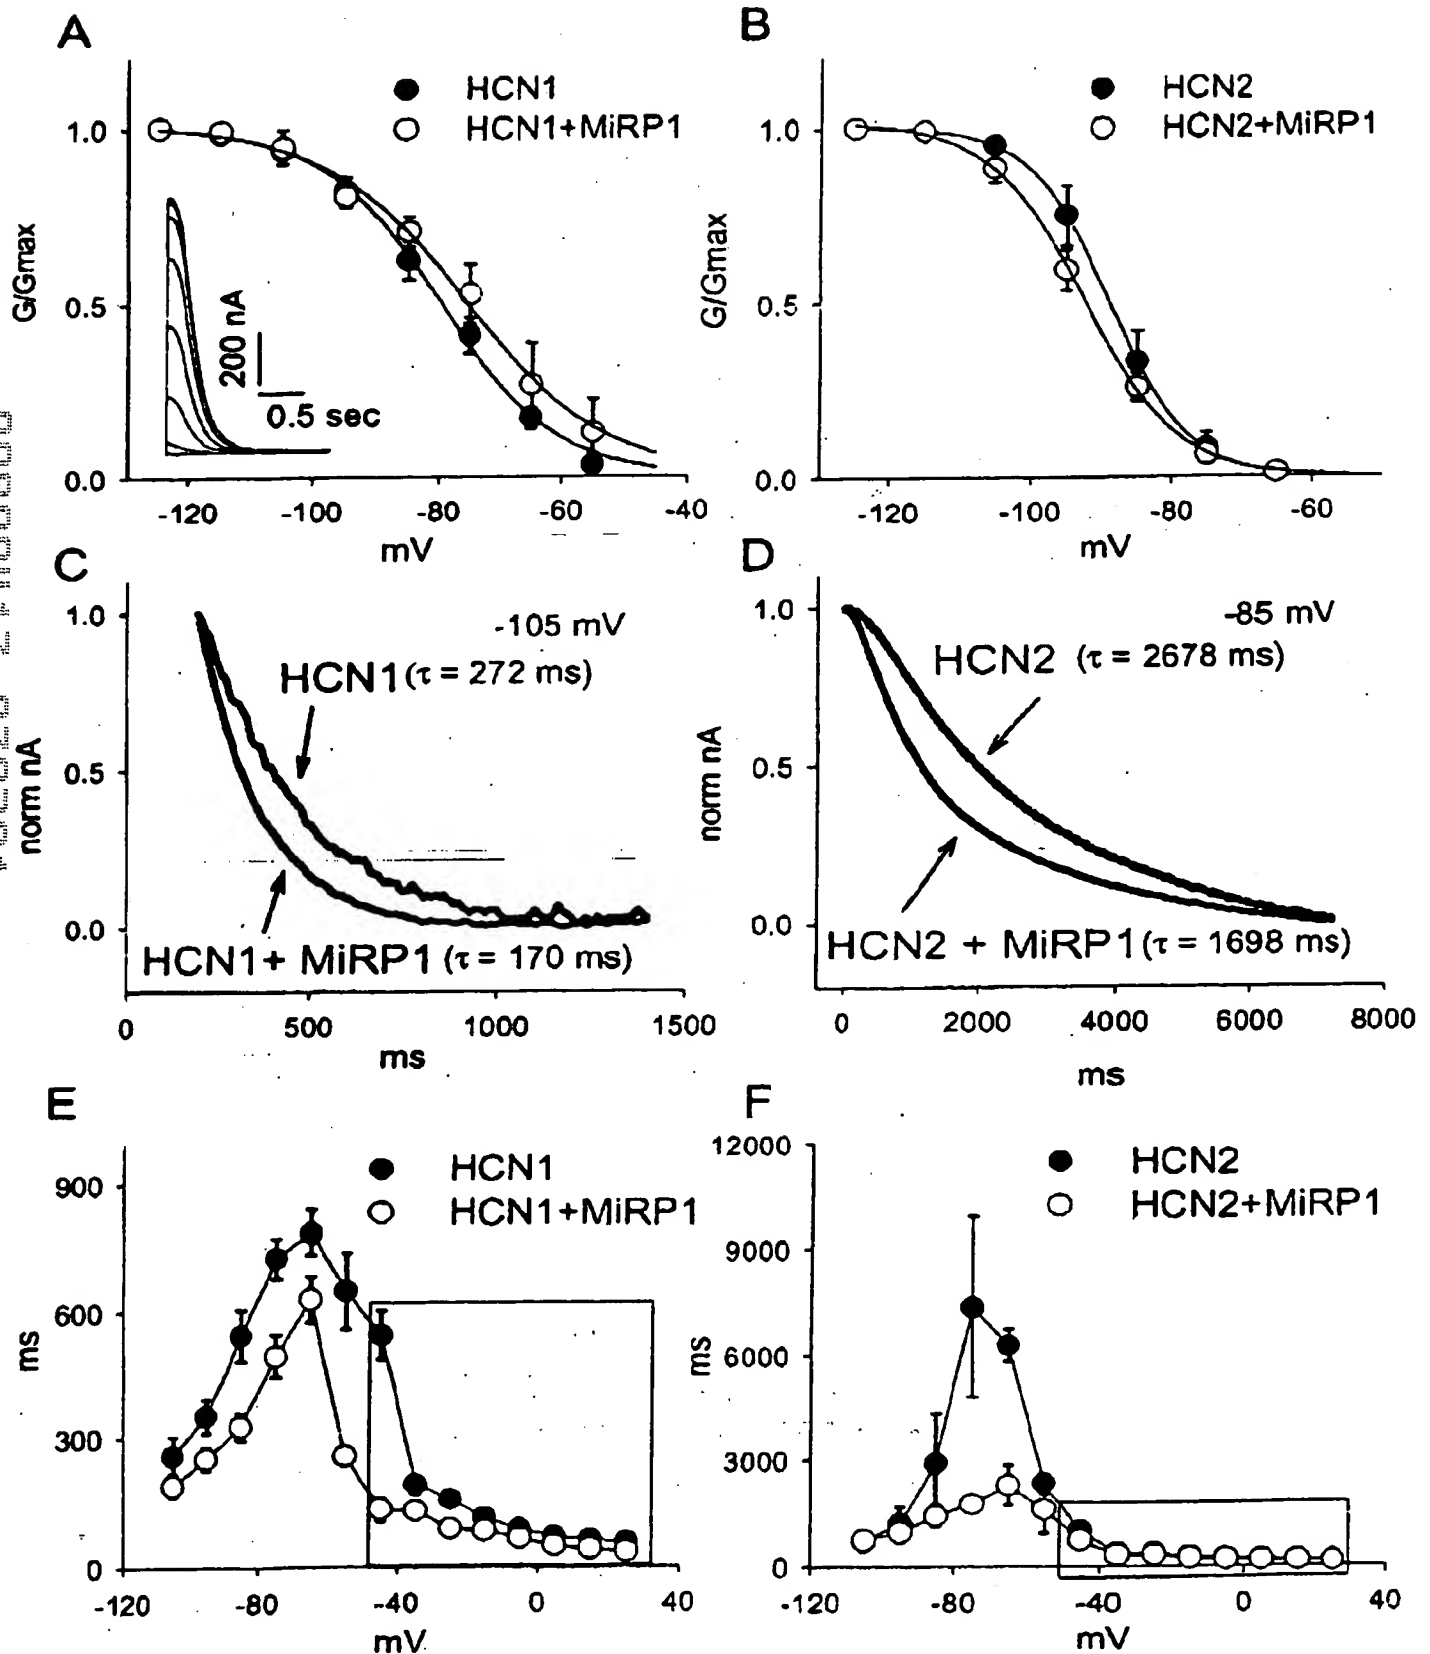 A
HCN1
HCN1+MiRP1
1.0
0.5
0.0
G/Gmax
200 nA
0.5 sec
-120 -100 -80 -60 -40
mV
B
HCN2
HCN2+MiRP1
1.0
0.5
0.0
G/Gmax
-120 -100 -80 -60
mV
C
-105 mV
HCN1 (τ = 272 ms)
HCN1+ MiRP1 (τ = 170 ms)
1.0
0.5
0.0
norm nA
0 500 1000 1500
ms
D
-85 mV
HCN2 (τ = 2678 ms)
HCN2 + MiRP1 (τ = 1698 ms)
1.0
0.5
0.0
norm nA
0 2000 4000 6000 8000
ms
E
HCN1
HCN1+MiRP1
900
600
300
0
ms
-120 -80 -40 0 40
mV
F
HCN2
HCN2+MiRP1
12000
9000
6000
3000
0
ms
-120 -80 -40 0 40
mV